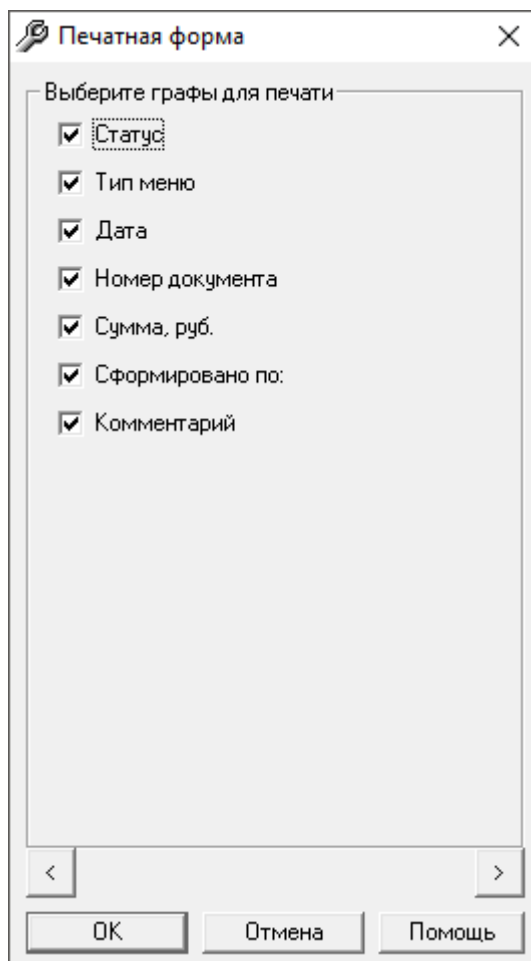 Печатная форма
Выберите графы для печати
Статус
Тип меню
Дата
Номер документа
Сумма, руб.
Сформировано по:
Комментарий
< >
ОК Отмена Помощь